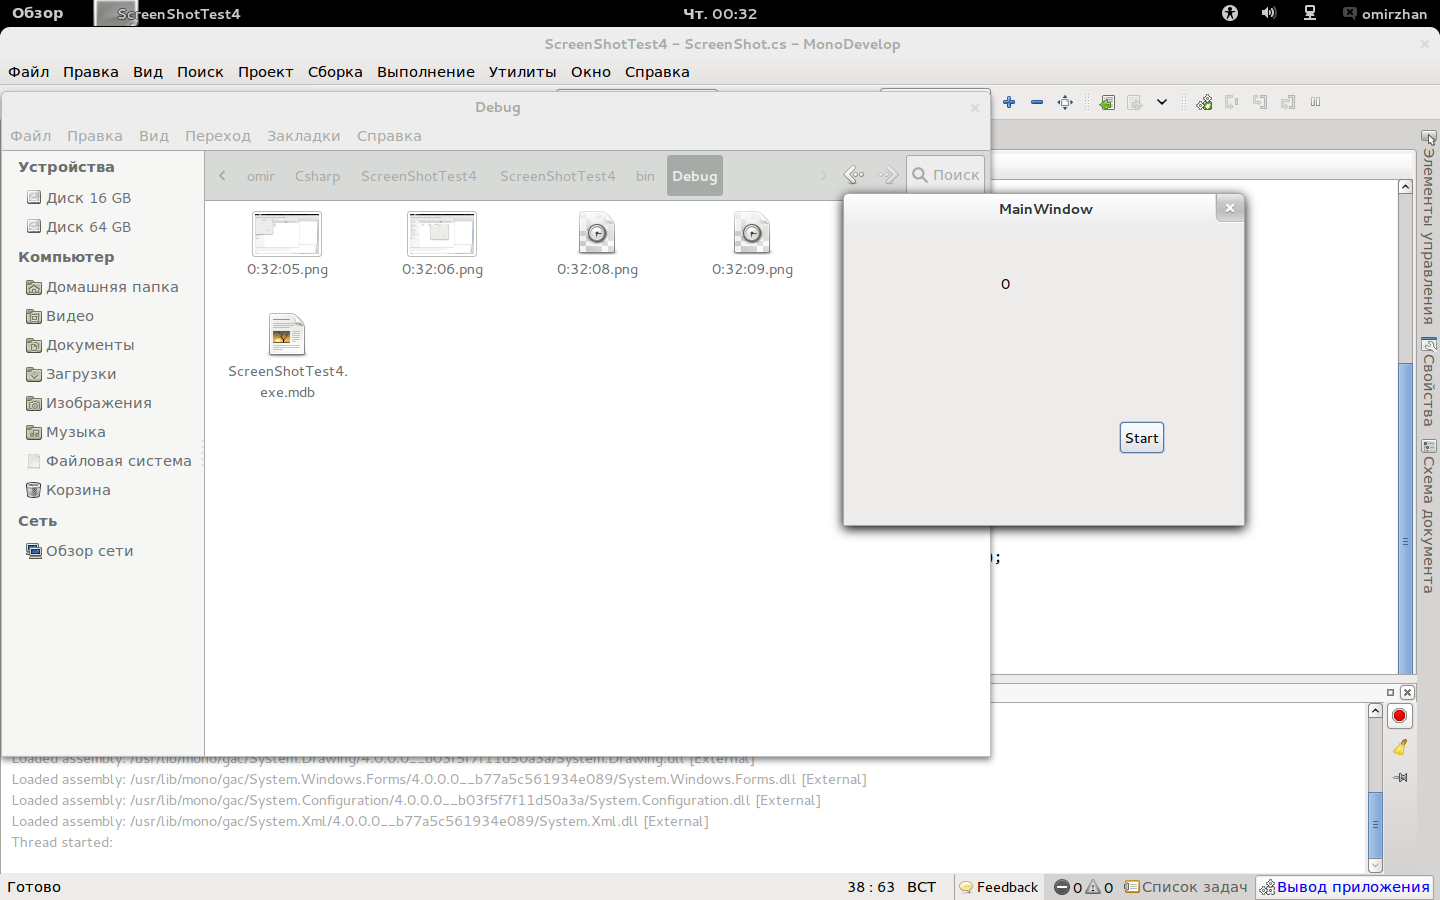 Обзор ScreenShotTest4 Чт. 00:32 omirzhan
ScreenShotTest4 – ScreenShot.cs – MonoDevelop
Файл Правка Вид Поиск Проект Сборка Выполнение Утилиты Окно Справка
Debug
Файл Правка Вид Переход Закладки Справка
Устройства
Диск 16 GB
Диск 64 GB
Компьютер
Домашняя папка
Видео
Документы
Загрузки
Изображения
Музыка
Файловая система
Корзина
Сеть
Обзор сети
omir Csharp ScreenShotTest4 ScreenShotTest4 bin Debug Поиск
0:32:05.png 0:32:06.png 0:32:08.png 0:32:09.png
ScreenShotTest4.
exe.mdb
MainWindow
0
Start
);
Элементы управления
Свойства
Схема документа
Loaded assembly: /usr/lib/mono/gac/System.Drawing/4.0.0.0__b03f5f7f11d50a3a/System.Drawing.dll [External]
Loaded assembly: /usr/lib/mono/gac/System.Windows.Forms/4.0.0.0__b77a5c561934e089/System.Windows.Forms.dll [External]
Loaded assembly: /usr/lib/mono/gac/System.Configuration/4.0.0.0__b03f5f7f11d50a3a/System.Configuration.dll [External]
Loaded assembly: /usr/lib/mono/gac/System.Xml/4.0.0.0__b77a5c561934e089/System.Xml.dll [External]
Thread started:
Готово 38 : 63 ВСТ Feedback 0 0 Список задач Вывод приложения